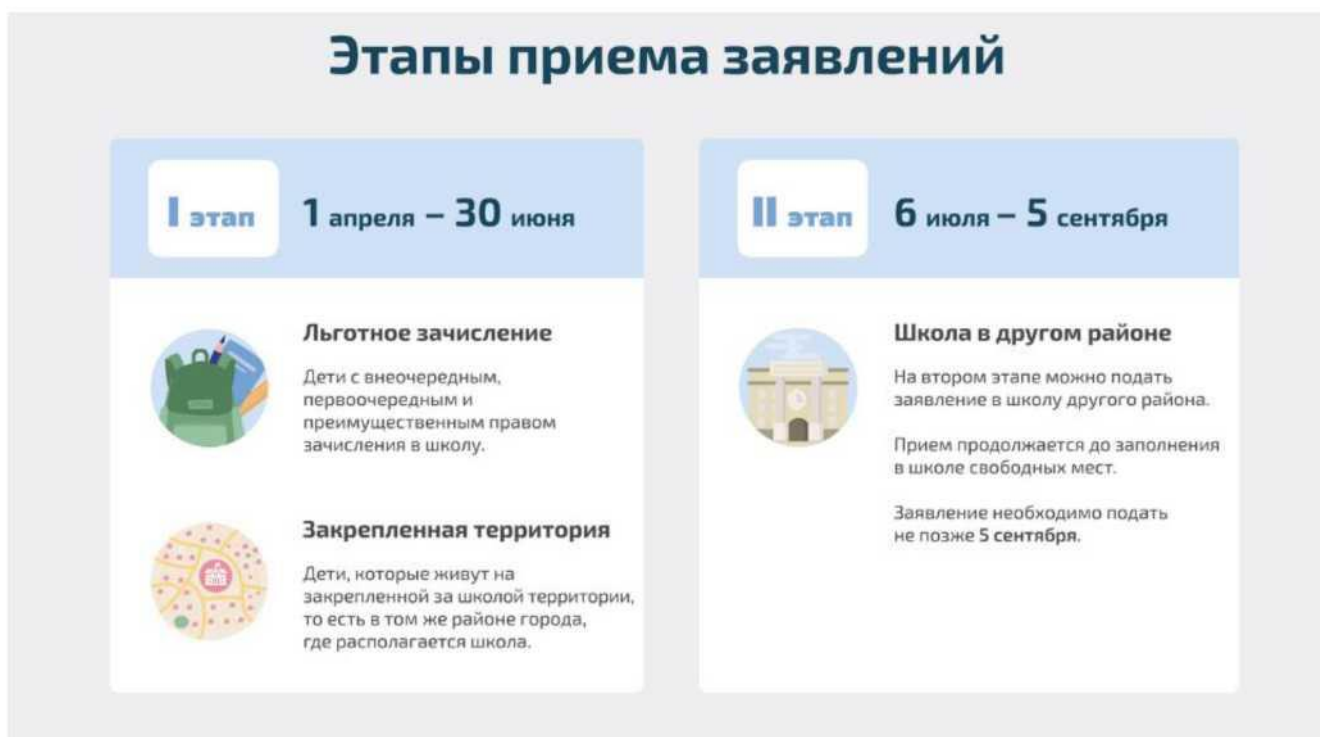 Этапы приема заявлений
I этап
1 апреля – 30 июня
Льготное зачисление
Дети с внеочередным,
первоочередным и
преимущественным правом
зачисления в школу.
Закрепленная территория
Дети, которые живут на
закрепленной за школой территории,
то есть в том же районе города,
где располагается школа.
II этап
6 июля – 5 сентября
Школа в другом районе
На втором этапе можно подать
заявление в школу другого района.
Прием продолжается до заполнения
в школе свободных мест.
Заявление необходимо подать
не позже 5 сентября.